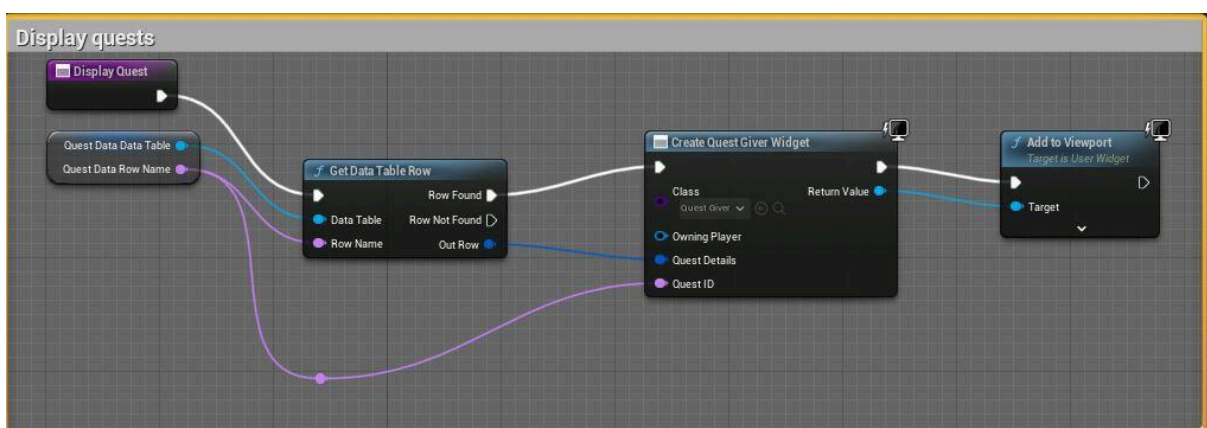 Display quests
Display Quest
Quest Data Data Table
Quest Data Row Name
f Get Data Table Row
Row Found
Data Table
Row Not Found
Row Name
Out Row
Create Quest Giver Widget
Class
Return Value
Quest Giver
Owning Player
Quest Details
Quest ID
f Add to Viewport
Target is User Widget
Target